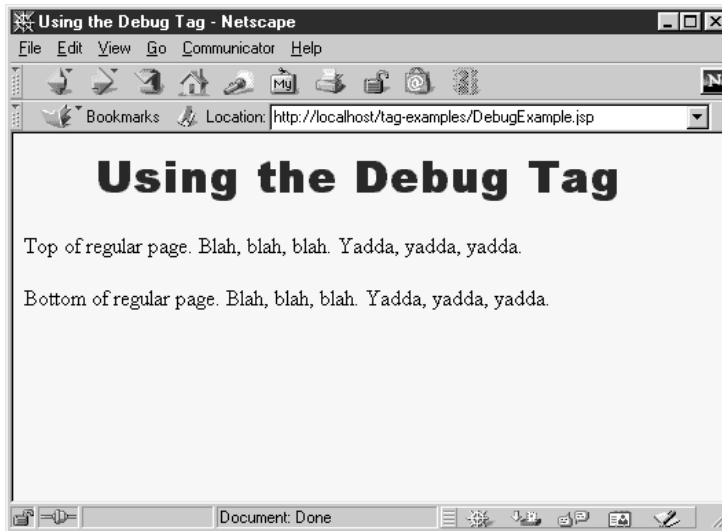 Using the Debug Tag - Netscape
File Edit View Go Communicator Help
My
N
Bookmarks Location: http://localhost/tag-examples/DebugExample.jsp
Using the Debug Tag
Top of regular page. Blah, blah, blah. Yadda, yadda, yadda.
Bottom of regular page. Blah, blah, blah. Yadda, yadda, yadda.
Document: Done